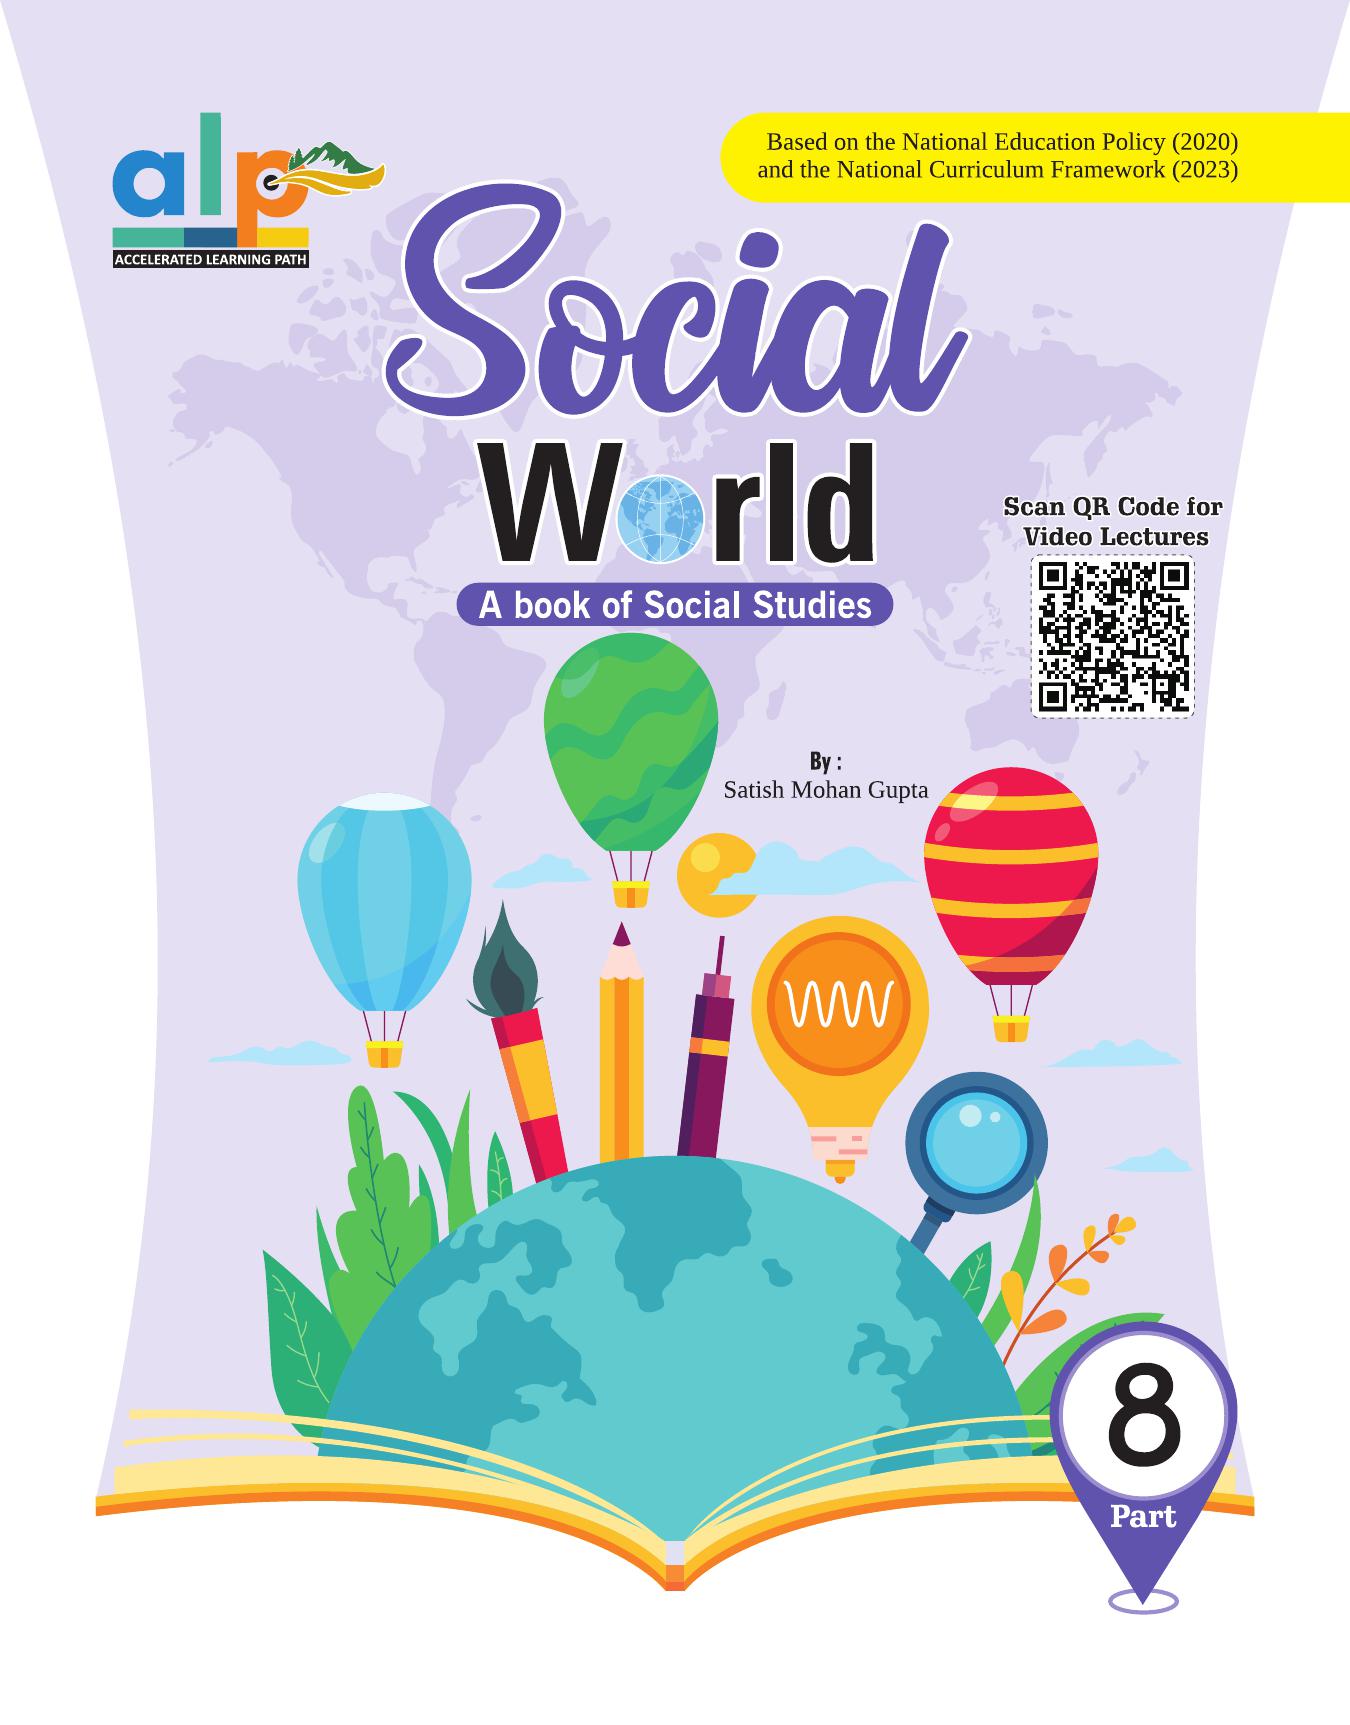 alp
ACCELERATED LEARNING PATH
Based on the National Education Policy (2020)
and the National Curriculum Framework (2023)
Social
World
A book of Social Studies
Scan QR Code for
Video Lectures
By :
Satish Mohan Gupta
8
Part